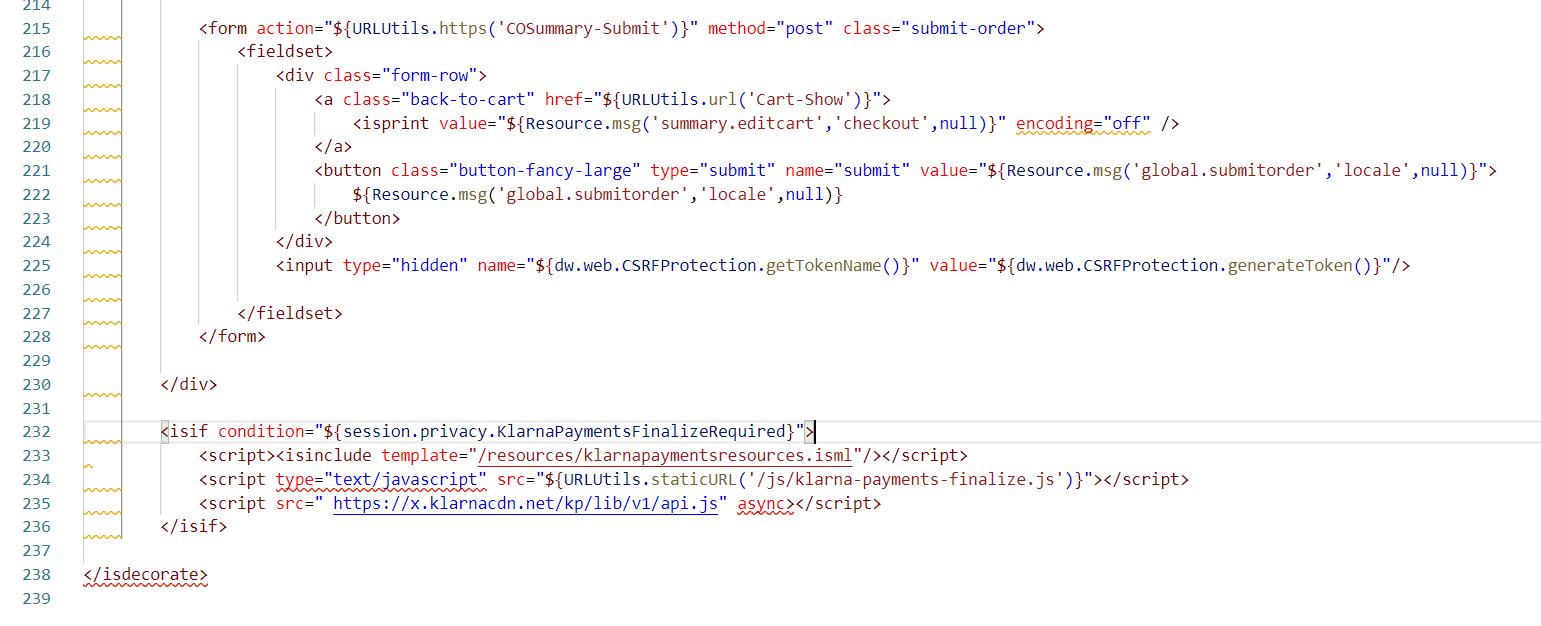 214
215 <form action="${URLUtils.https('COSummary-Submit')}" method="post" class="submit-order">
216 <fieldset>
217 <div class="form-row">
218 <a class="back-to-cart" href="${URLUtils.url('Cart-Show')}">
219 <isprint value="${Resource.msg('summary.editcart','checkout',null)}" encoding="off" />
220 </a>
221 <button class="button-fancy-large" type="submit" name="submit" value="${Resource.msg('global.submitorder','locale',null)}">
222 ${Resource.msg('global.submitorder','locale',null)}
223 </button>
224 </div>
225 <input type="hidden" name="${dw.web.CSRFProtection.getTokenName()}" value="${dw.web.CSRFProtection.generateToken()}"/>
226
227 </fieldset>
228 </form>
229
230 </div>
231
232 <isif condition="${session.privacy.KlarnaPaymentsFinalizeRequired}">
233 <script><isinclude template="/resources/klarnapaymentsresources.isml"/></script>
234 <script type="text/javascript" src="${URLUtils.staticURL('/js/klarna-payments-finalize.js')}"></script>
235 <script src=" https://x.klarnacdn.net/kp/lib/v1/api.js" async></script>
236 </isif>
237
238 </isdecorate>
239